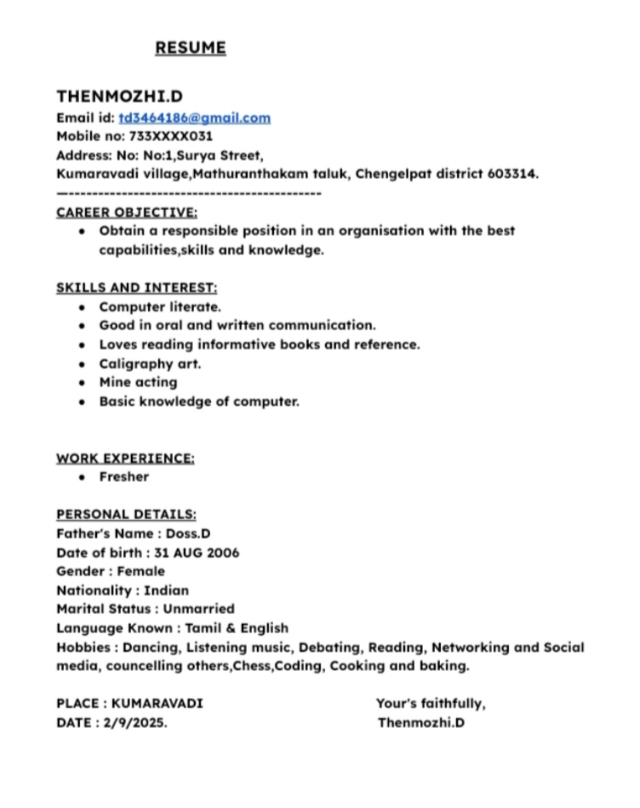 RESUME
THENMOZHI.D
Email id: td3464186@gmail.com
Mobile no: 733XXXX031
Address: No: No:1,Surya Street,
Kumaravadi village,Mathuranthakam taluk, Chengelpat district 603314.
—-------------------------------------------
CAREER OBJECTIVE:
• Obtain a responsible position in an organisation with the best
capabilities,skills and knowledge.
SKILLS AND INTEREST:
• Computer literate.
• Good in oral and written communication.
• Loves reading informative books and reference.
• Caligraphy art.
• Mine acting
• Basic knowledge of computer.
WORK EXPERIENCE:
• Fresher
PERSONAL DETAILS:
Father's Name : Doss.D
Date of birth : 31 AUG 2006
Gender : Female
Nationality : Indian
Marital Status : Unmarried
Language Known : Tamil & English
Hobbies : Dancing, Listening music, Debating, Reading, Networking and Social
media, councelling others,Chess,Coding, Cooking and baking.
PLACE : KUMARAVADI Your's faithfully,
DATE : 2/9/2025. Thenmozhi.D